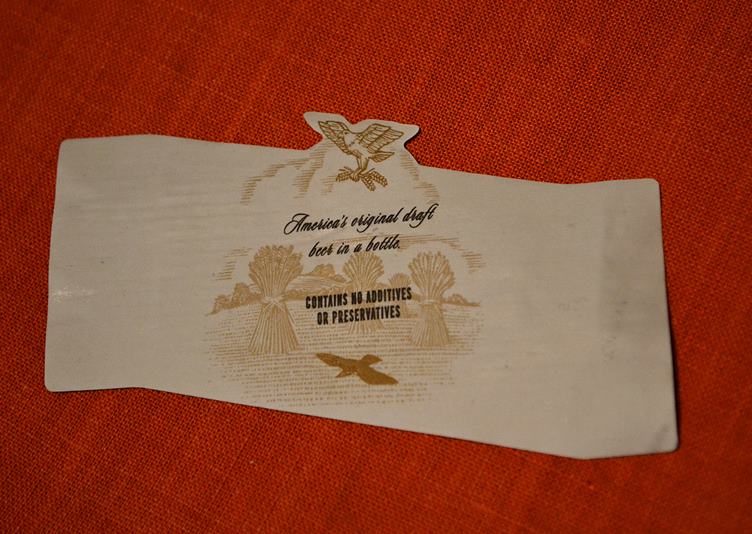 America's original draft
beer in a bottle.
CONTAINS NO ADDITIVES
OR PRESERVATIVES